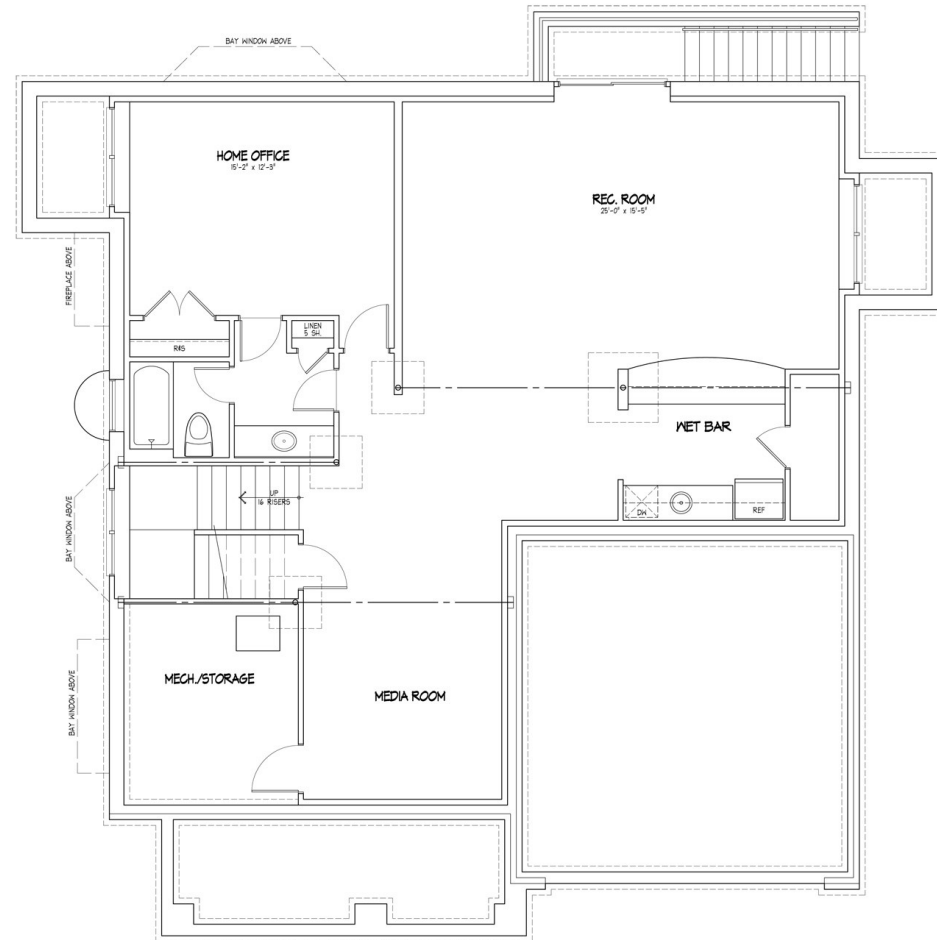 BAY WINDOW ABOVE
HOME OFFICE
15'-2" x 12'-3"
REC. ROOM
25'-0" x 15'-5"
FIREPLACE ABOVE
LINEN
5 SH.
R&S
WET BAR
UP
16 RISERS
DW
REF
BAY WINDOW ABOVE
MECH./STORAGE
MEDIA ROOM
BAY WINDOW ABOVE